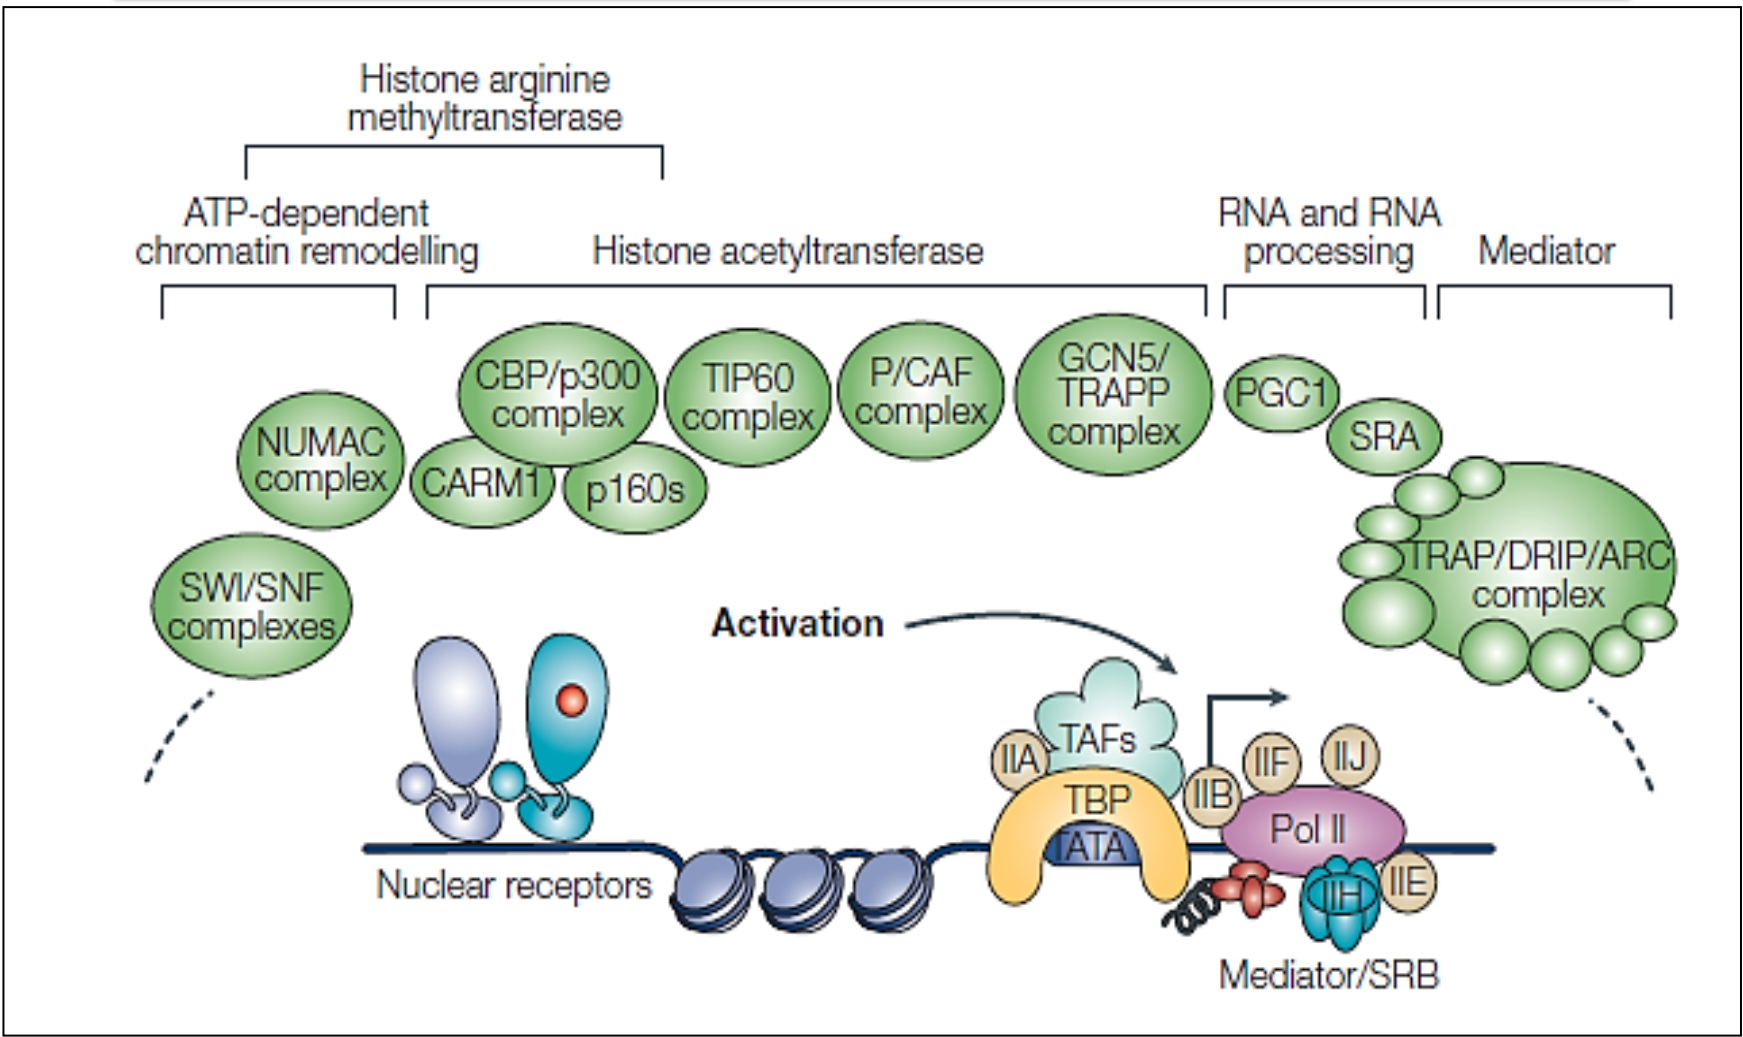 Histone arginine
methyltransferase
ATP-dependent
chromatin remodelling
Histone acetyltransferase
RNA and RNA
processing
Mediator
CBP/p300
complex
TIP60
complex
P/CAF
complex
GCN5/
TRAPP
complex
PGC1
SRA
NUMAC
complex
CARM1
p160s
SWI/SNF
complexes
TRAP/DRIP/ARC
complex
Activation
TAFs
IIA
TBP
TATA
IIB
IIF
IIJ
Pol II
IIH
IIE
Nuclear receptors
Mediator/SRB